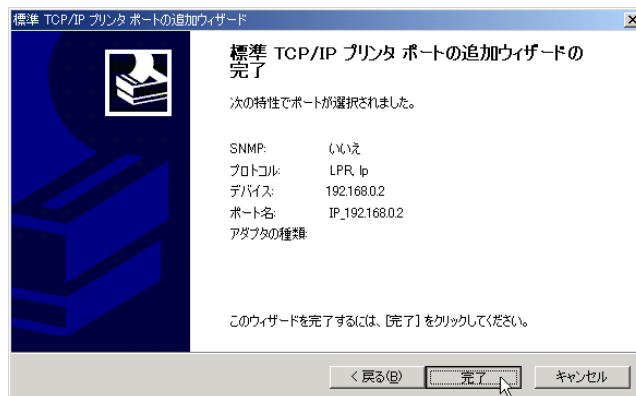 標準 TCP/IP プリンタ ポートの追加ウィザード
標準 TCP/IP プリンタ ポートの追加ウィザードの
完了
次の特性でポートが選択されました。
SNMP: いいえ
プロトコル: LPR, lp
デバイス: 192.168.0.2
ポート名: IP_192.168.0.2
アダプタの種類:
このウィザードを完了するには、[完了] をクリックしてください。
< 戻る(B) 完了 キャンセル